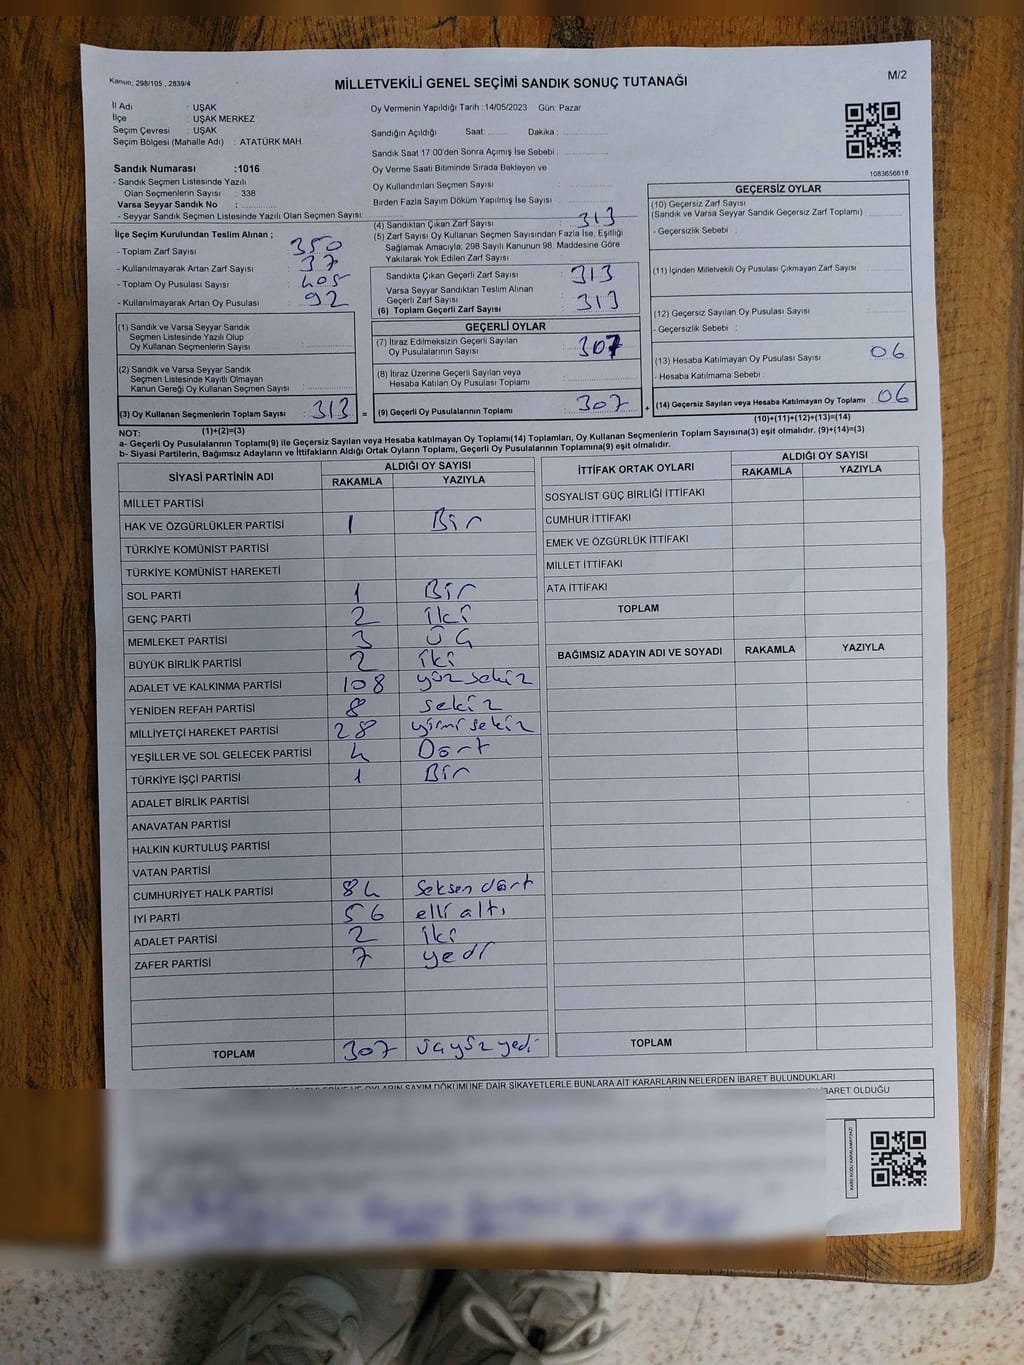 Kanun, 298/105 , 2839/4
MİLLETVEKİLİ GENEL SEÇİMİ SANDIK SONUÇ TUTANAĞI
M/2
İl Adı : UŞAK
İlçe : UŞAK MERKEZ
Seçim Çevresi : UŞAK
Seçim Bölgesi (Mahalle Adı) : ATATÜRK MAH.
Sandık Numarası :1016
- Sandık Seçmen Listesinde Yazılı
Olan Seçmenlerin Sayısı : 338
Varsa Seyyar Sandık No :
- Seyyar Sandık Seçmen Listesinde Yazılı Olan Seçmen Sayısı:
Oy Vermenin Yapıldığı Tarih :14/05/2023 Gün: Pazar
Sandığın Açıldığı Saat: Dakika :
Sandık Saat 17:00'den Sonra Açımış İse Sebebi :
Oy Verme Saati Bitiminde Sırada Bekleyen ve
Oy Kullandırılan Seçmen Sayısı :
Birden Fazla Sayım Döküm Yapılmış İse Sayısı :
1083656618
İlçe Seçim Kurulundan Teslim Alınan ;
- Toplam Zarf Sayısı : 350
- Kullanılmayarak Artan Zarf Sayısı : 37
- Toplam Oy Pusulası Sayısı : 405
- Kullanılmayarak Artan Oy Pusulası : 92
(1) Sandık ve Varsa Seyyar Sandık
Seçmen Listesinde Yazılı Olup
Oy Kullanan Seçmenlerin Sayısı :
(2) Sandık ve Varsa Seyyar Sandık
Seçmen Listesinde Kayıtlı Olmayan
Kanun Gereği Oy Kullanan Seçmen Sayısı :
(3) Oy Kullanan Seçmenlerin Toplam Sayısı : 313 =
(1)+(2)=(3)
(4) Sandıktan Çıkan Zarf Sayısı : 313
(5) Zarf Sayısı Oy Kullanan Seçmen Sayısından Fazla İse, Eşitliği
Sağlamak Amacıyla; 298 Sayılı Kanunun 98. Maddesine Göre
Yakılarak Yok Edilen Zarf Sayısı :
Sandıkta Çıkan Geçerli Zarf Sayısı : 313
Varsa Seyyar Sandıktan Teslim Alınan
Geçerli Zarf Sayısı :
(6) Toplam Geçerli Zarf Sayısı : 313
GEÇERLİ OYLAR
(7) İtiraz Edilmeksizin Geçerli Sayılan
Oy Pusulalarının Sayısı : 307
(8) İtiraz Üzerine Geçerli Sayılan veya
Hesaba Katılan Oy Pusulası Toplamı :
(9) Geçerli Oy Pusulalarının Toplamı : 307 +
GEÇERSİZ OYLAR
(10) Geçersiz Zarf Sayısı
(Sandık ve Varsa Seyyar Sandık Geçersiz Zarf Toplamı)
- Geçersizlik Sebebi :
(11) İçinden Milletvekili Oy Pusulası Çıkmayan Zarf Sayısı :
(12) Geçersiz Sayılan Oy Pusulası Sayısı :
- Geçersizlik Sebebi :
(13) Hesaba Katılmayan Oy Pusulası Sayısı : 06
- Hesaba Katılmama Sebebi :
(14) Geçersiz Sayılan veya Hesaba Katılmayan Oy Toplamı : 06
(10)+(11)+(12)+(13)=(14)
NOT:
a- Geçerli Oy Pusulalarının Toplamı(9) ile Geçersiz Sayılan veya Hesaba katılmayan Oy Toplamı(14) Toplamları, Oy Kullanan Seçmenlerin Toplam Sayısına(3) eşit olmalıdır. (9)+(14)=(3)
b- Siyasi Partilerin, Bağımsız Adayların ve İttifakların Aldığı Ortak Oyların Toplamı, Geçerli Oy Pusulalarının Toplamına(9) eşit olmalıdır.
SİYASİ PARTİNİN ADI ALDIĞI OY SAYISI
RAKAMLA YAZIYLA
MİLLET PARTİSİ
HAK VE ÖZGÜRLÜKLER PARTİSİ 1 Bir
TÜRKİYE KOMÜNİST PARTİSİ
TÜRKİYE KOMÜNİST HAREKETİ
SOL PARTİ 1 Bir
GENÇ PARTİ 2 iki
MEMLEKET PARTİSİ 3 Üç
BÜYÜK BİRLİK PARTİSİ 2 iki
ADALET VE KALKINMA PARTİSİ 108 yüz sekiz
YENİDEN REFAH PARTİSİ 8 sekiz
MİLLİYETÇİ HAREKET PARTİSİ 28 yirmi sekiz
YEŞİLLER VE SOL GELECEK PARTİSİ 4 Dört
TÜRKİYE İŞÇİ PARTİSİ 1 Bir
ADALET BİRLİK PARTİSİ
ANAVATAN PARTİSİ
HALKIN KURTULUŞ PARTİSİ
VATAN PARTİSİ
CUMHURİYET HALK PARTİSİ 84 Seksen dört
İYİ PARTİ 56 elli altı
ADALET PARTİSİ 2 iki
ZAFER PARTİSİ 7 yedi
TOPLAM 307 üçyüz yedi
İTTİFAK ORTAK OYLARI ALDIĞI OY SAYISI
RAKAMLA YAZIYLA
SOSYALİST GÜÇ BİRLİĞİ İTTİFAKI
CUMHUR İTTİFAKI
EMEK VE ÖZGÜRLÜK İTTİFAKI
MİLLET İTTİFAKI
ATA İTTİFAKI
TOPLAM
BAĞIMSIZ ADAYIN ADI VE SOYADI RAKAMLA YAZIYLA
TOPLAM
OYLARIN SAYIM DÖKÜMÜNE DAİR ŞİKAYETLERLE BUNLARA AİT KARARLARIN NELERDEN İBARET BULUNDUKLARI
İBARET OLDUĞU